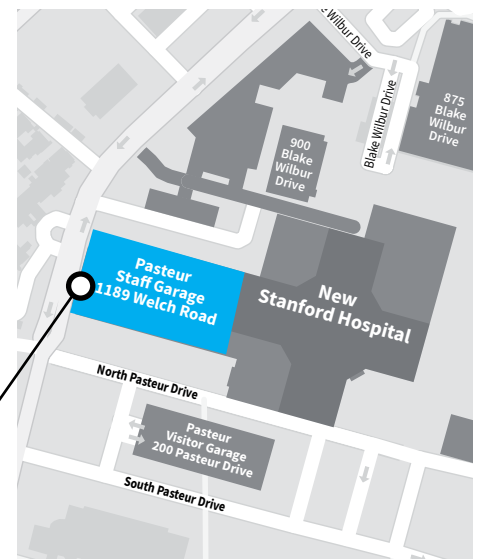 e Wilbur Drive
Blake Wilbur Drive
875
Blake
Wilbur
Drive
900
Blake
Wilbur
Drive
Pasteur
Staff Garage
1189 Welch Road
New
Stanford Hospital
North Pasteur Drive
Pasteur
Visitor Garage
200 Pasteur Drive
South Pasteur Drive